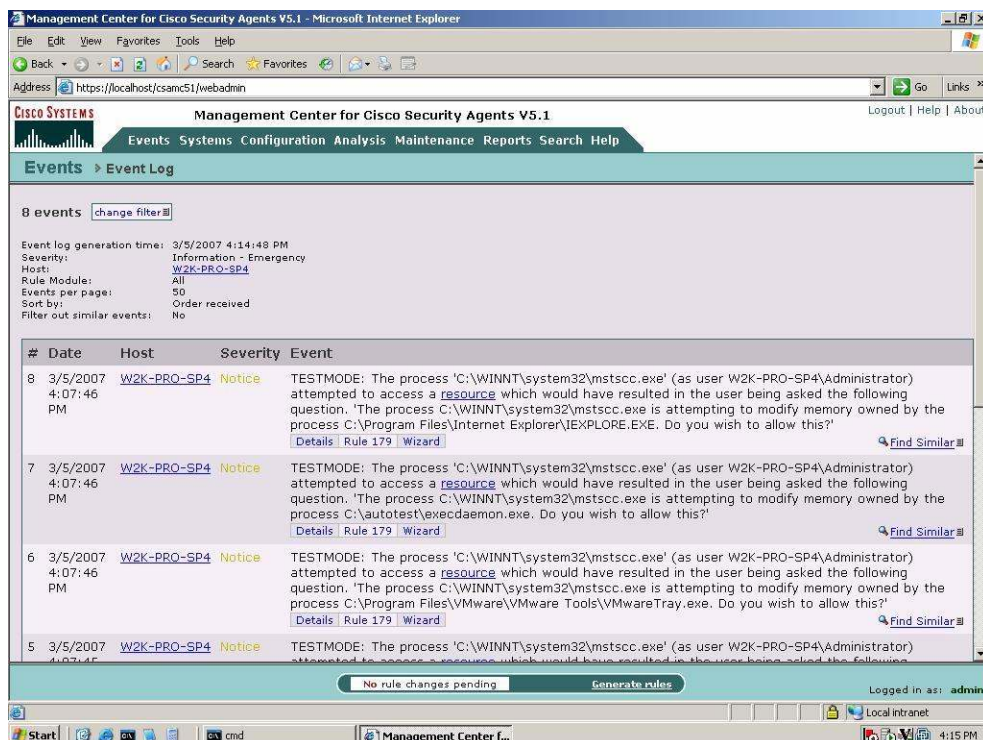 Management Center for Cisco Security Agents V5.1 - Microsoft Internet Explorer
File Edit View Favorites Tools Help
Back Search Favorites
Address https://localhost/csamc51/webadmin Go Links »
CISCO SYSTEMS
Management Center for Cisco Security Agents V5.1
Logout | Help | About
Events Systems Configuration Analysis Maintenance Reports Search Help
Events Event Log
8 events change filter
Event log generation time: 3/5/2007 4:14:48 PM
Severity: Information - Emergency
Host: W2K-PRO-SP4
Rule Module: All
Events per page: 50
Sort by: Order received
Filter out similar events: No
# Date Host Severity Event
8 3/5/2007 4:07:46 PM W2K-PRO-SP4 Notice
TESTMODE: The process 'C:\WINNT\system32\mstscc.exe' (as user W2K-PRO-SP4\Administrator)
attempted to access a resource which would have resulted in the user being asked the following
question. 'The process C:\WINNT\system32\mstscc.exe is attempting to modify memory owned by the
process C:\Program Files\Internet Explorer\IEXPLORE.EXE. Do you wish to allow this?'
Details Rule 179 Wizard Find Similar
7 3/5/2007 4:07:46 PM W2K-PRO-SP4 Notice
TESTMODE: The process 'C:\WINNT\system32\mstscc.exe' (as user W2K-PRO-SP4\Administrator)
attempted to access a resource which would have resulted in the user being asked the following
question. 'The process C:\WINNT\system32\mstscc.exe is attempting to modify memory owned by the
process C:\autotest\execdaemon.exe. Do you wish to allow this?'
Details Rule 179 Wizard Find Similar
6 3/5/2007 4:07:46 PM W2K-PRO-SP4 Notice
TESTMODE: The process 'C:\WINNT\system32\mstscc.exe' (as user W2K-PRO-SP4\Administrator)
attempted to access a resource which would have resulted in the user being asked the following
question. 'The process C:\WINNT\system32\mstscc.exe is attempting to modify memory owned by the
process C:\Program Files\VMware\VMware Tools\VMwareTray.exe. Do you wish to allow this?'
Details Rule 179 Wizard Find Similar
5 3/5/2007 W2K-PRO-SP4 Notice
TESTMODE: The process 'C:\WINNT\system32\mstscc.exe' (as user W2K-PRO-SP4\Administrator)
attempted to access a resource which would have resulted in the user being asked the following
No rule changes pending Generate rules
Logged in as: admin
Local intranet
Start cmd Management Center f... 4:15 PM